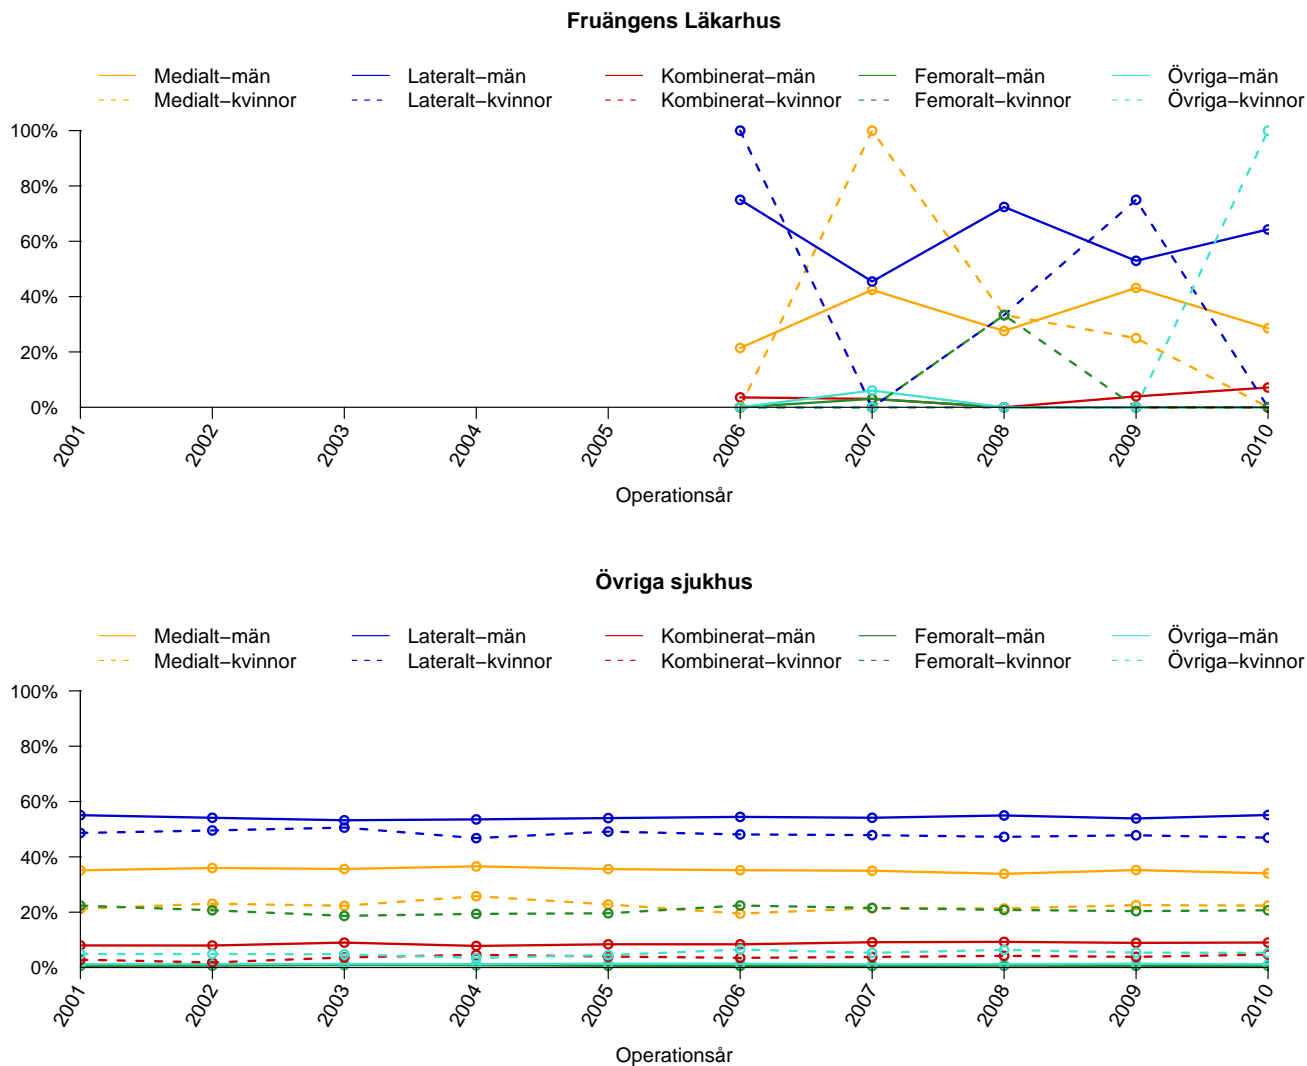 Fruängens Läkarhus
Medialt−män Lateralt−män Kombinerat−män Femoralt−män Övriga−män
Medialt−kvinnor Lateralt−kvinnor Kombinerat−kvinnor Femoralt−kvinnor Övriga−kvinnor
100%
80%
60%
40%
20%
0%
2001 2002 2003 2004 2005 2006 2007 2008 2009 2010
Operationsår
Övriga sjukhus
Medialt−män Lateralt−män Kombinerat−män Femoralt−män Övriga−män
Medialt−kvinnor Lateralt−kvinnor Kombinerat−kvinnor Femoralt−kvinnor Övriga−kvinnor
100%
80%
60%
40%
20%
0%
2001 2002 2003 2004 2005 2006 2007 2008 2009 2010
Operationsår